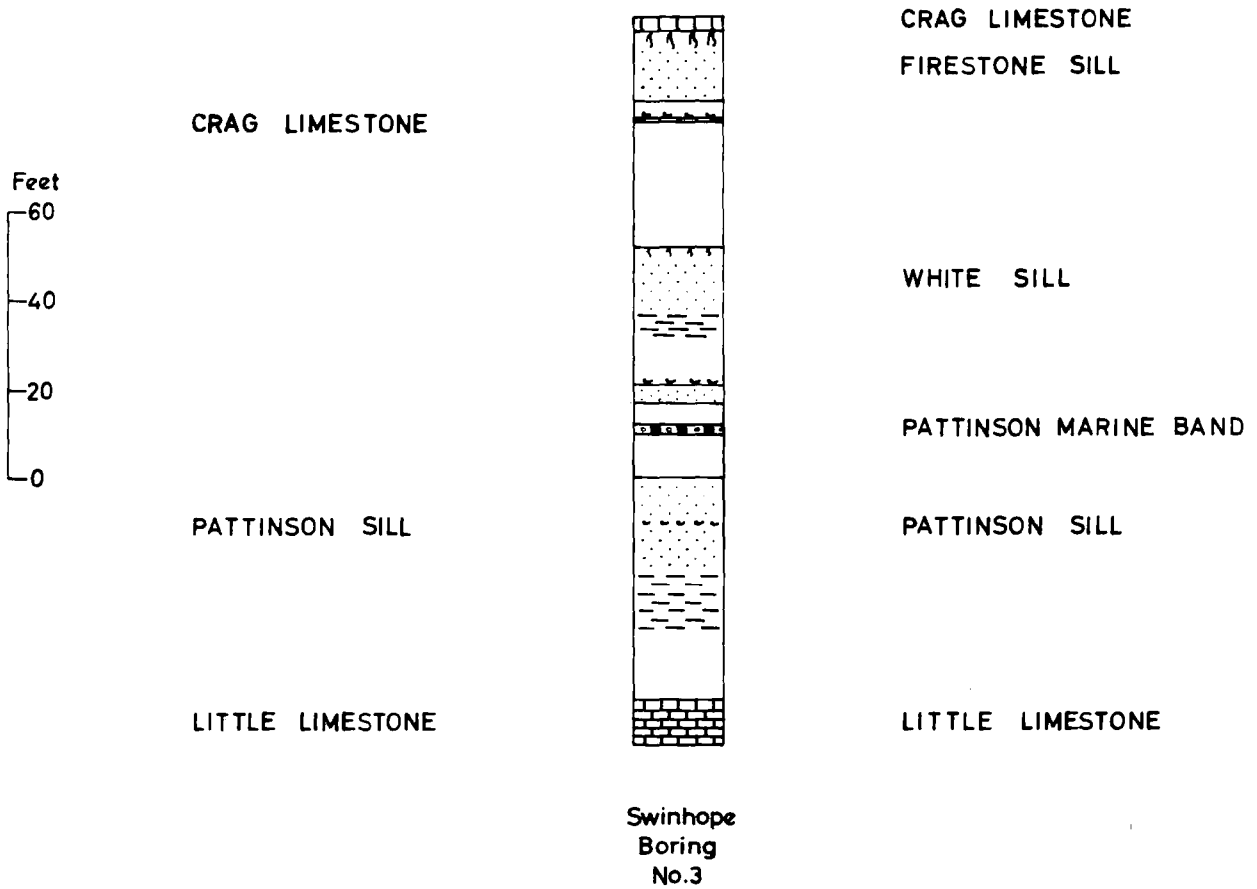 CRAG LIMESTONE
FIRESTONE SILL
CRAG LIMESTONE
Feet
60
40
20
0
WHITE SILL
PATTINSON MARINE BAND
PATTINSON SILL
PATTINSON SILL
LITTLE LIMESTONE
LITTLE LIMESTONE
Swinhope
Boring
No.3